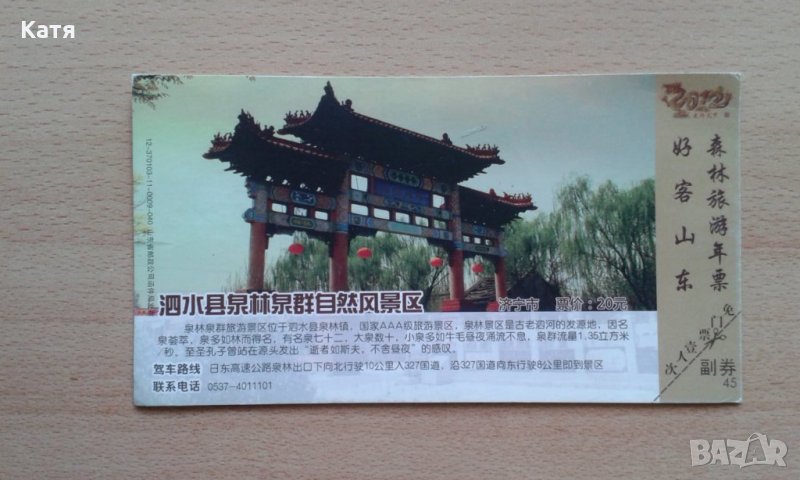 Катя
12-370103-11-0009-040
泗水县泉林泉群自然风景区
济宁市 票价：20元
泉林泉群旅游景区位于泗水县泉林镇，国家AAA级旅游景区，泉林景区是古老泗河的发源地，因名
泉荟萃，泉多如林而得名，有名泉七十二，大泉数十，小泉多如牛毛昼夜涌流不息，泉群流量1.35立方米
/秒，至圣孔子曾站在源头发出“逝者如斯夫，不舍昼夜”的感叹。
驾车路线 日东高速公路泉林出口下向北行驶10公里入327国道，沿327国道向东行驶8公里即到景区
联系电话 0537-4011101
2012
森林旅游年票
好客山东
免
门
票
次
副券
45
BAZAR